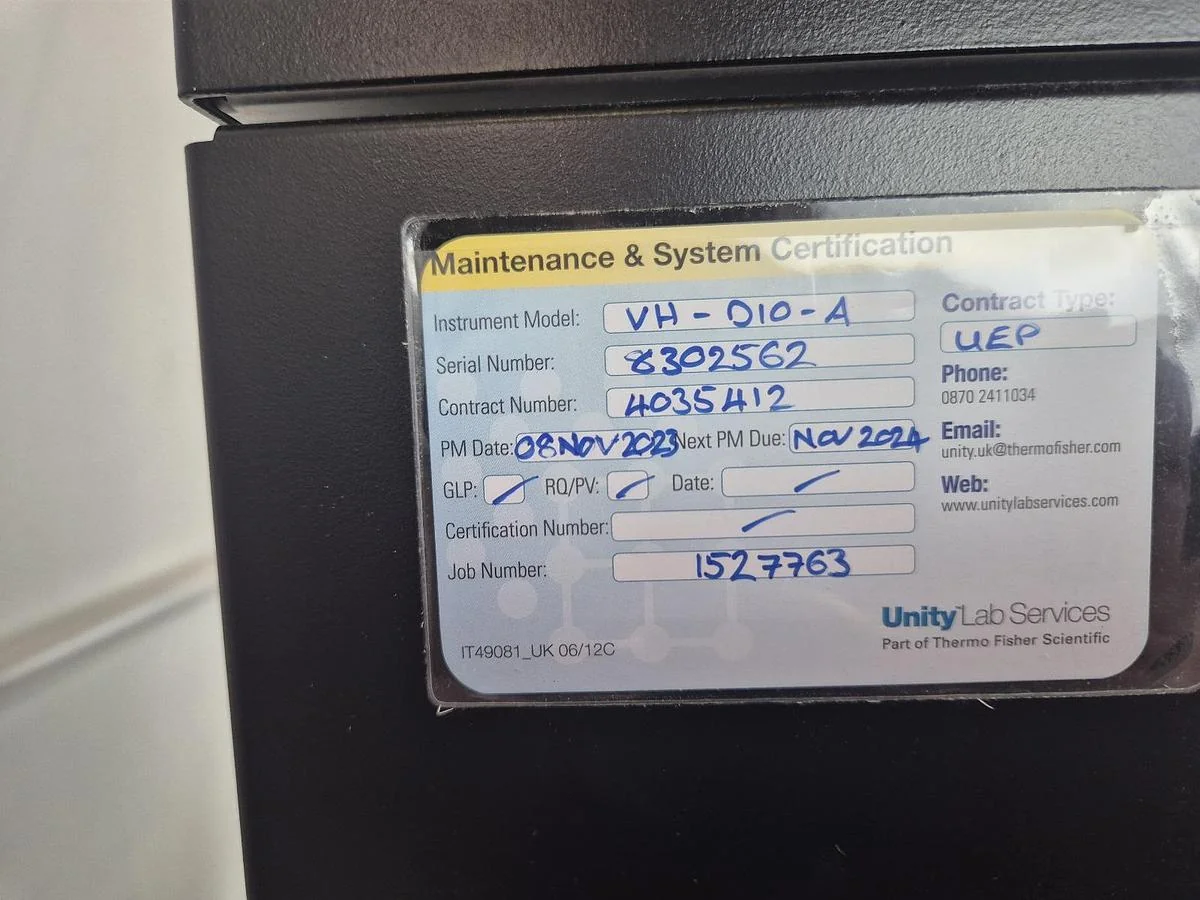 Maintenance & System Certification
Instrument Model: VH-D10-A
Contract Type:
UEP
Serial Number: 8302562
Phone:
0870 2411034
Contract Number: 4035412
PM Date: 08NOV2023 Next PM Due: NOV 2024
Email:
unity.uk@thermofisher.com
GLP: / RQ/PV: / Date: /
Web:
www.unitylabservices.com
Certification Number: /
Job Number: 1527763
Unity Lab Services
Part of Thermo Fisher Scientific
IT49081_UK 06/12C